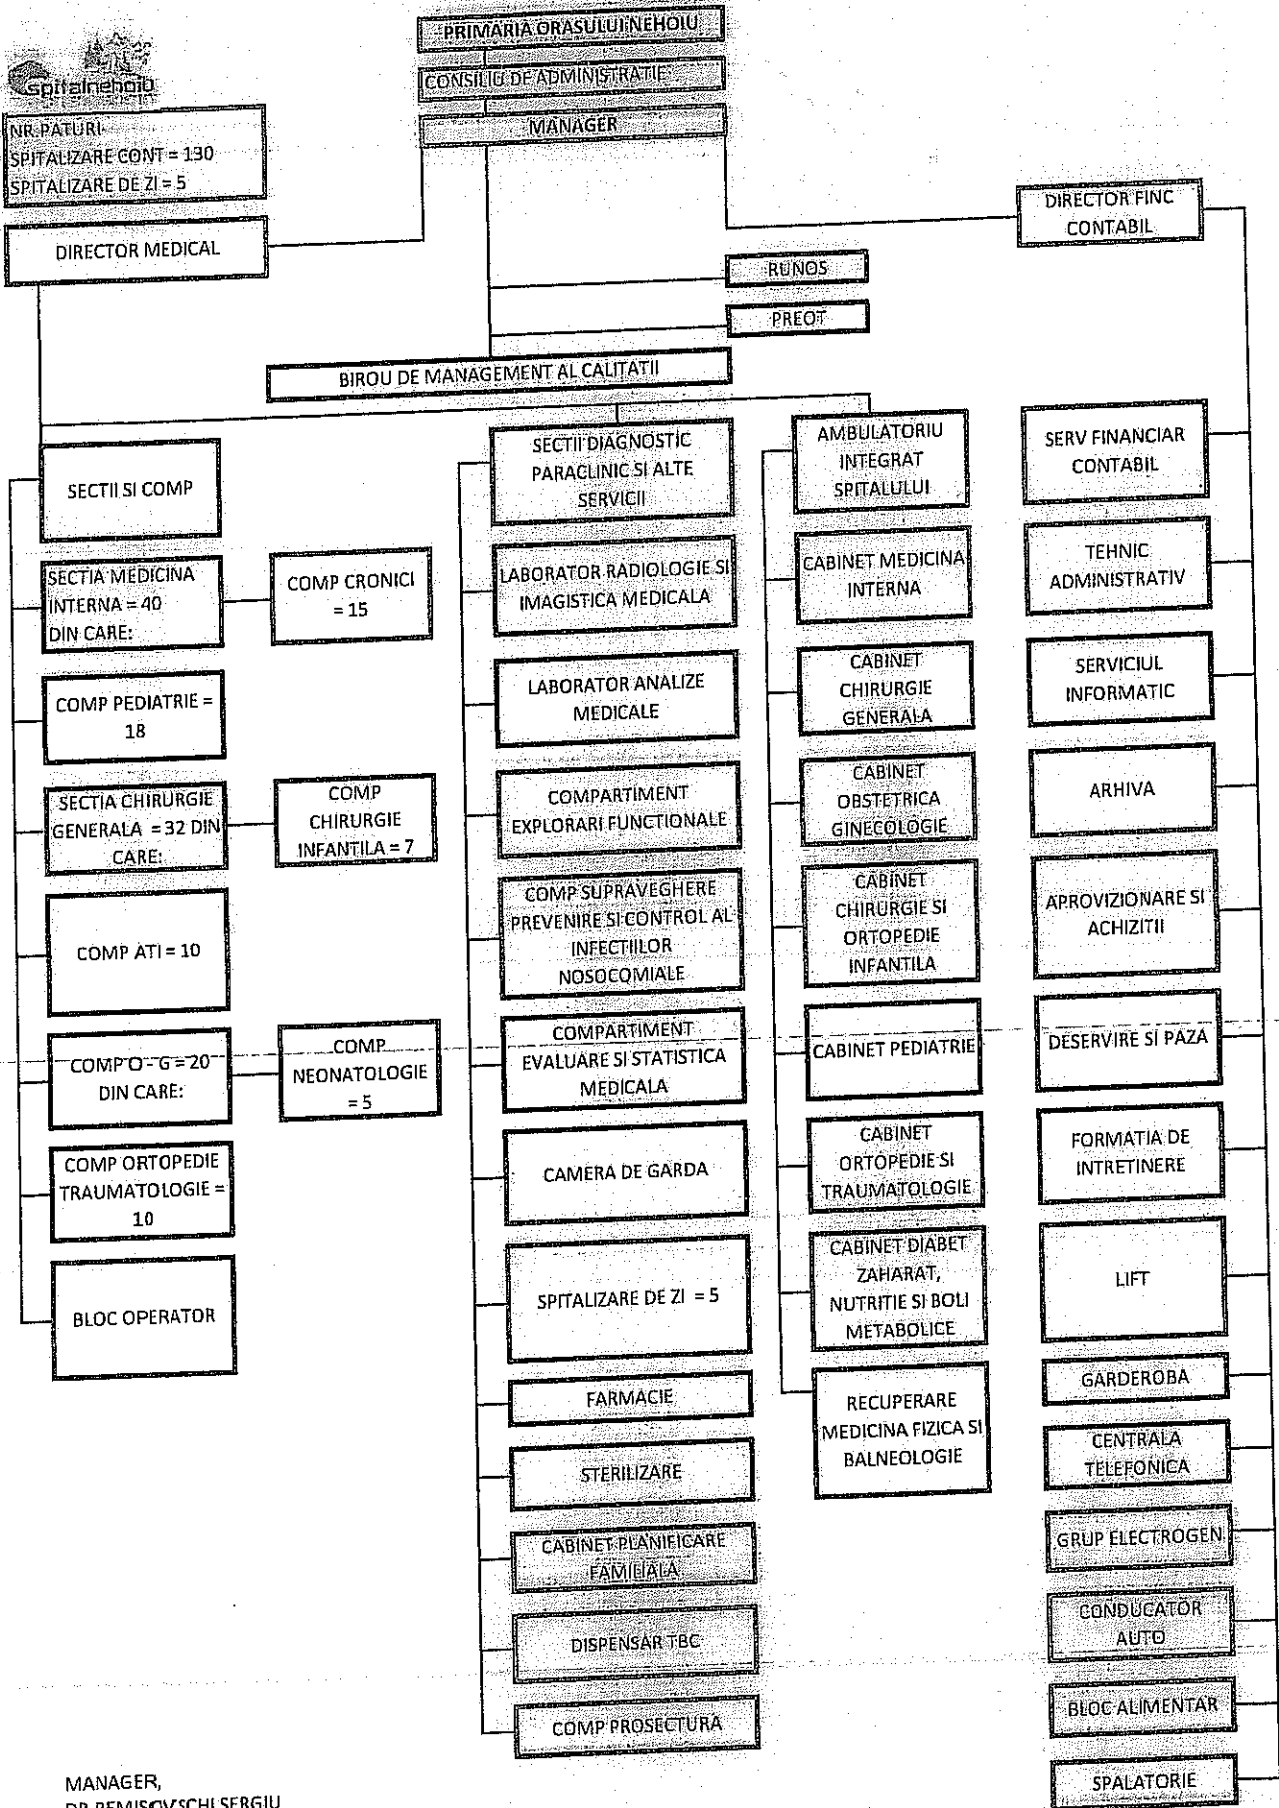 PRIMARIA ORASULUI NEHOIU
CONSILIU DE ADMINISTRATIE
MANAGER
spitalnehoiu
NR.PATURI
SPITALIZARE CONT = 130
SPITALIZARE DE ZI = 5
DIRECTOR MEDICAL
DIRECTOR FINC
CONTABIL
RUNOS
PREOT
BIROU DE MANAGEMENT AL CALITATII
SECTII SI COMP
SECTIA MEDICINA
INTERNA = 40
DIN CARE:
COMP CRONICI
= 15
COMP PEDIATRIE =
18
SECTIA CHIRURGIE
GENERALA = 32 DIN
CARE:
COMP
CHIRURGIE
INFANTILA = 7
COMP ATI = 10
COMP O - G = 20
DIN CARE:
COMP
NEONATOLOGIE
= 5
COMP ORTOPEDIE
TRAUMATOLOGIE =
10
BLOC OPERATOR
SECTII DIAGNOSTIC
PARACLINIC SI ALTE
SERVICII
LABORATOR RADIOLOGIE SI
IMAGISTICA MEDICALA
LABORATOR ANALIZE
MEDICALE
COMPARTIMENT
EXPLORARI FUNCTIONALE
COMP SUPRAVEGHERE
PREVENIRE SI CONTROL AL
INFECTIILOR
NOSOCOMIALE
COMPARTIMENT
EVALUARE SI STATISTICA
MEDICALA
CAMERA DE GARDA
SPITALIZARE DE ZI = 5
FARMACIE
STERILIZARE
CABINET PLANIFICARE
FAMILIALA
DISPENSAR TBC
COMP PROSECTURA
AMBULATORIU
INTEGRAT
SPITALULUI
CABINET MEDICINA
INTERNA
CABINET
CHIRURGIE
GENERALA
CABINET
OBSTETRICA
GINECOLOGIE
CABINET
CHIRURGIE SI
ORTOPEDIE
INFANTILA
CABINET PEDIATRIE
CABINET
ORTOPEDIE SI
TRAUMATOLOGIE
CABINET DIABET
ZAHARAT,
NUTRITIE SI BOLI
METABOLICE
RECUPERARE
MEDICINA FIZICA SI
BALNEOLOGIE
SERV FINANCIAR
CONTABIL
TEHNIC
ADMINISTRATIV
SERVICIUL
INFORMATIC
ARHIVA
APROVIZIONARE SI
ACHIZITII
DESERVIRE SI PAZA
FORMATIA DE
INTRETINERE
LIFT
GARDEROBA
CENTRALA
TELEFONICA
GRUP ELECTROGEN
CONDUCATOR
AUTO
BLOC ALIMENTAR
SPALATORIE
MANAGER,
DR REMISOVSCHI SERGIU